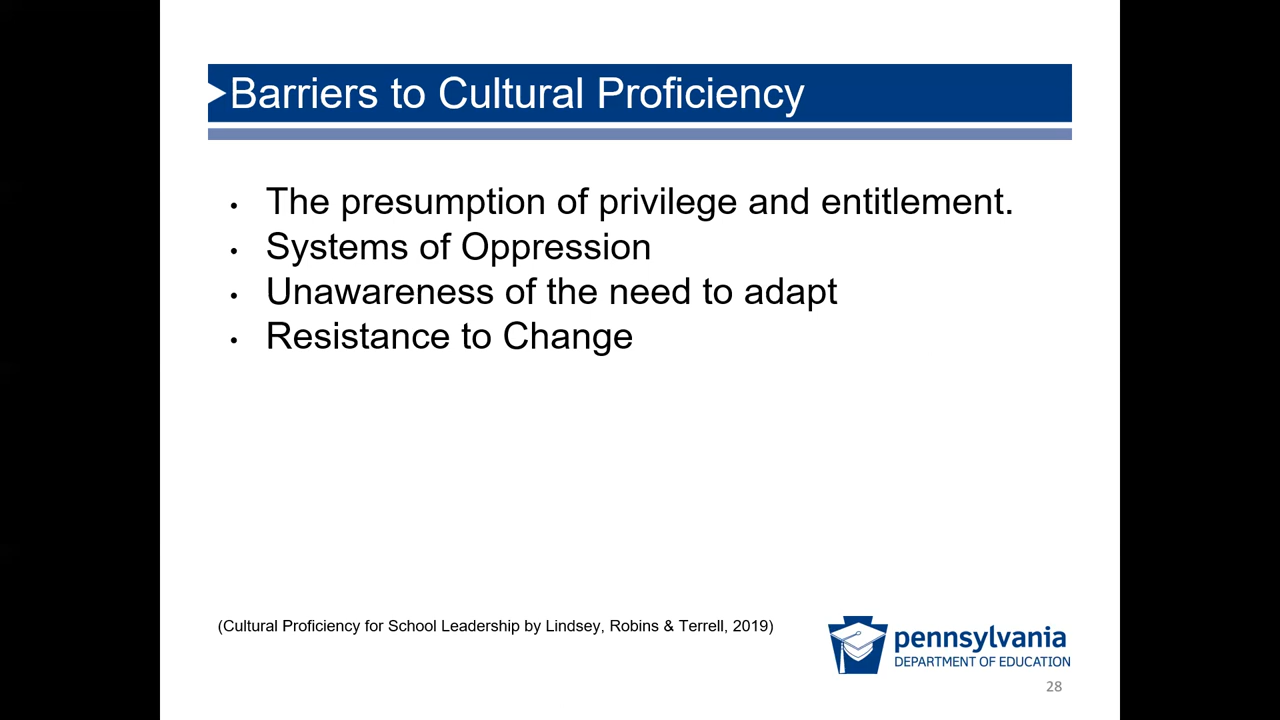 Barriers to Cultural Proficiency
• The presumption of privilege and entitlement.
• Systems of Oppression
• Unawareness of the need to adapt
• Resistance to Change
(Cultural Proficiency for School Leadership by Lindsey, Robins & Terrell, 2019)
pennsylvania
DEPARTMENT OF EDUCATION
28